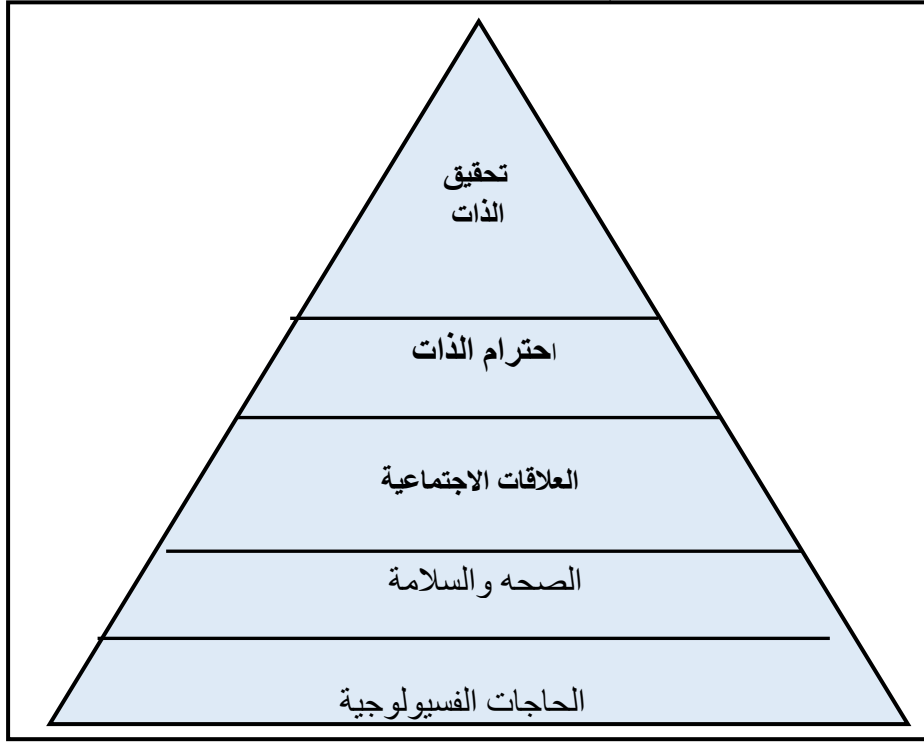 تحقيق
الذات
احترام الذات
العلاقات الاجتماعية
الصحه والسلامة
الحاجات الفسيولوجية